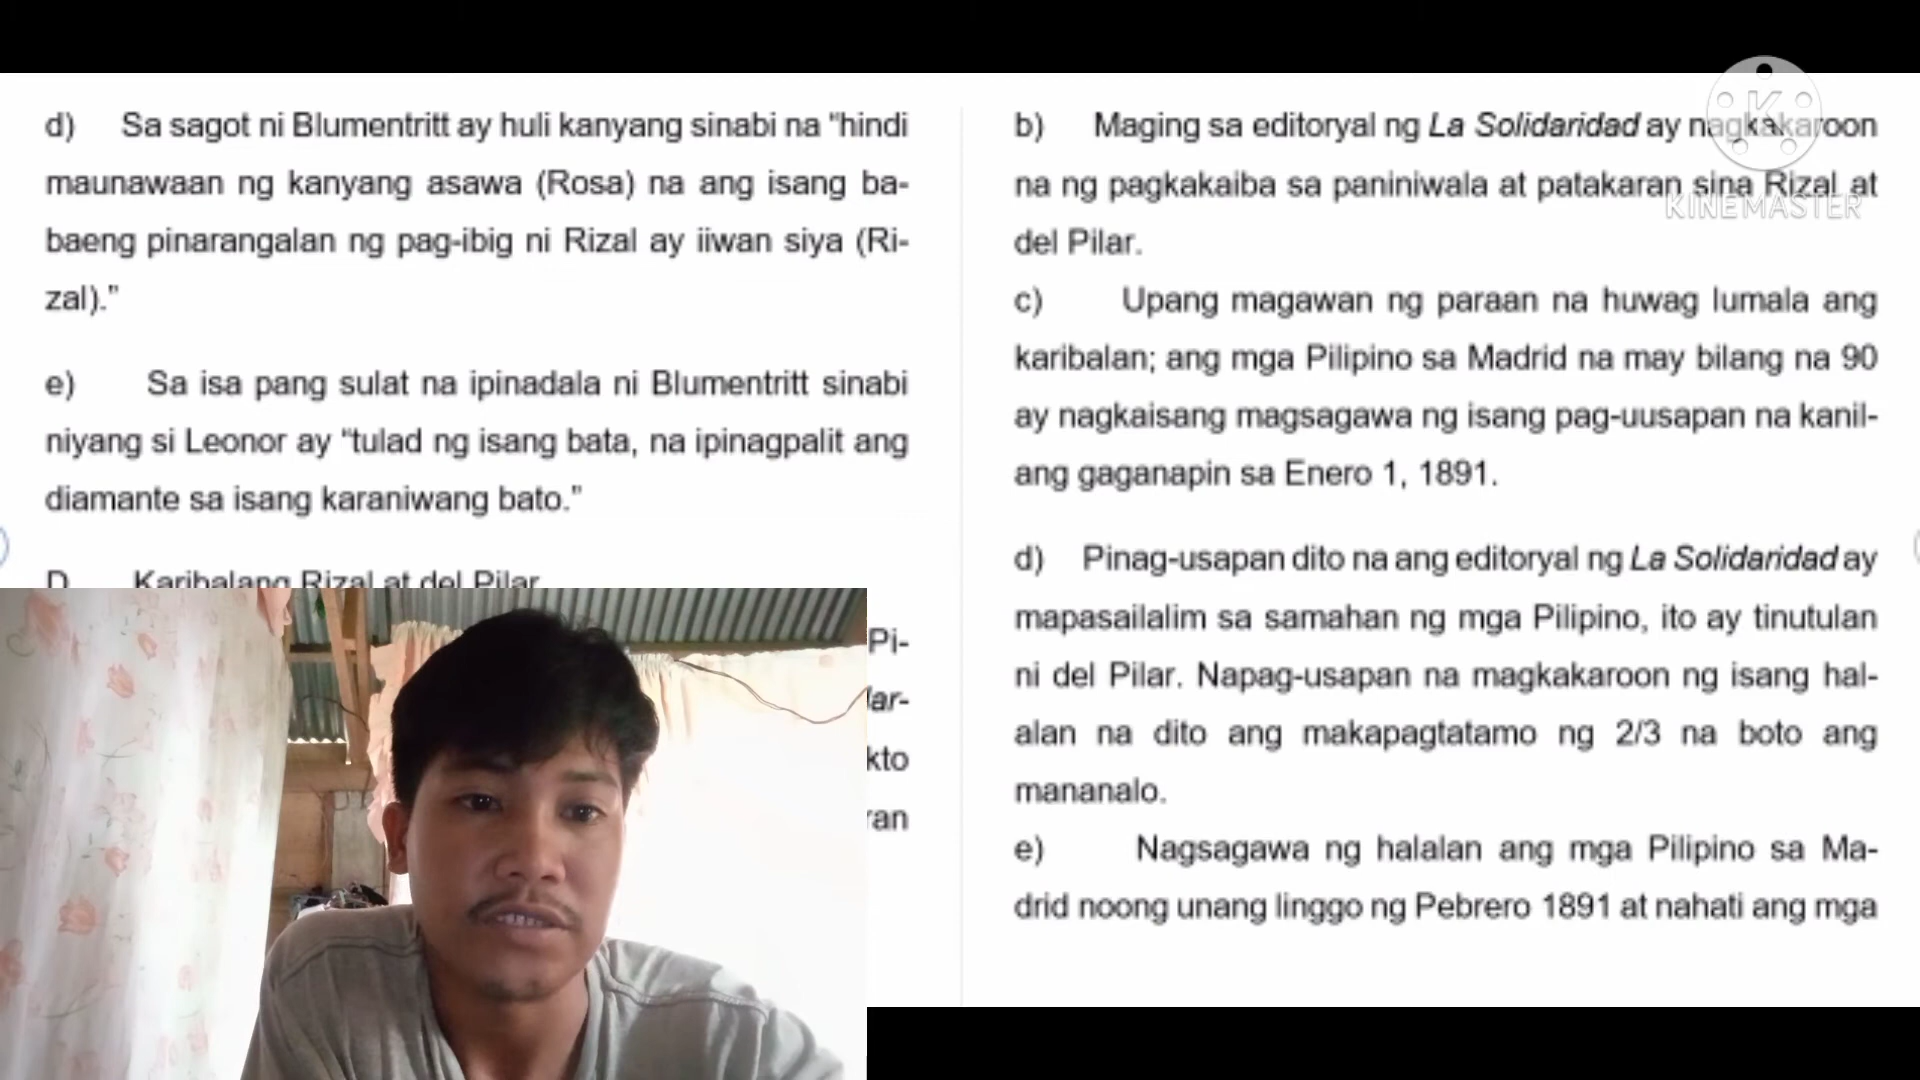 d) Sa sagot ni Blumentritt ay huli kanyang sinabi na “hindi
maunawaan ng kanyang asawa (Rosa) na ang isang ba-
baeng pinarangalan ng pag-ibig ni Rizal ay iiwan siya (Ri-
zal).”
e) Sa isa pang sulat na ipinadala ni Blumentritt sinabi
niyang si Leonor ay “tulad ng isang bata, na ipinagpalit ang
diamante sa isang karaniwang bato.”
D. Karibalang Rizal at del Pilar
Pi-
ar-
kto
ran
b) Maging sa editoryal ng La Solidaridad ay nagkakaroon
na ng pagkakaiba sa paniniwala at patakaran sina Rizal at
del Pilar.
c) Upang magawan ng paraan na huwag lumala ang
karibalan; ang mga Pilipino sa Madrid na may bilang na 90
ay nagkaisang magsagawa ng isang pag-uusapan na kanil-
ang gaganapin sa Enero 1, 1891.
d) Pinag-usapan dito na ang editoryal ng La Solidaridad ay
mapasailalim sa samahan ng mga Pilipino, ito ay tinutulan
ni del Pilar. Napag-usapan na magkakaroon ng isang hal-
alan na dito ang makapagtatamo ng 2/3 na boto ang
mananalo.
e) Nagsagawa ng halalan ang mga Pilipino sa Ma-
drid noong unang linggo ng Pebrero 1891 at nahati ang mga
K
KINEMASTER